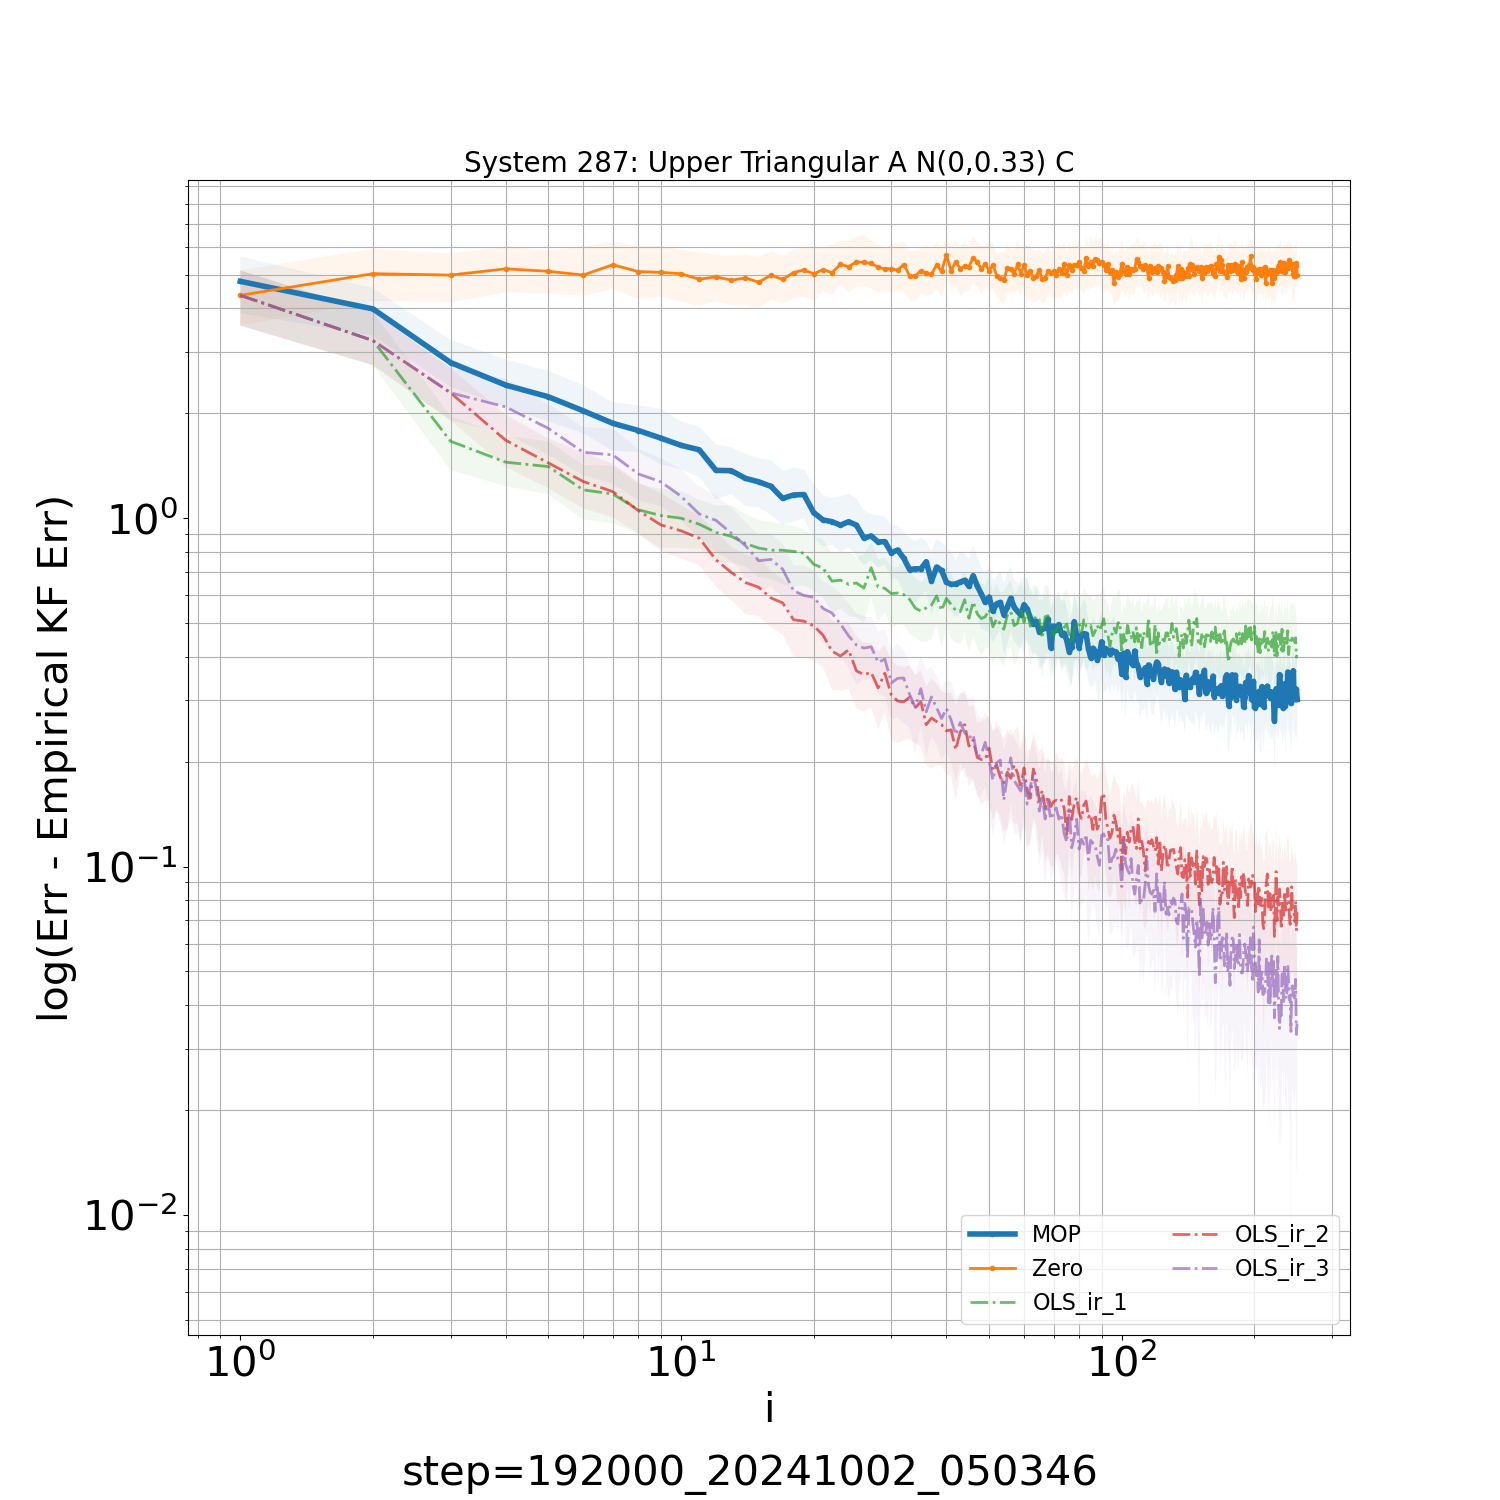 System 287: Upper Triangular A N(0,0.33) C
log(Err - Empirical KF Err)
10⁰
10⁻¹
10⁻²
MOP
Zero
OLS_ir_1
OLS_ir_2
OLS_ir_3
10⁰ 10¹ 10²
i
step=192000_20241002_050346